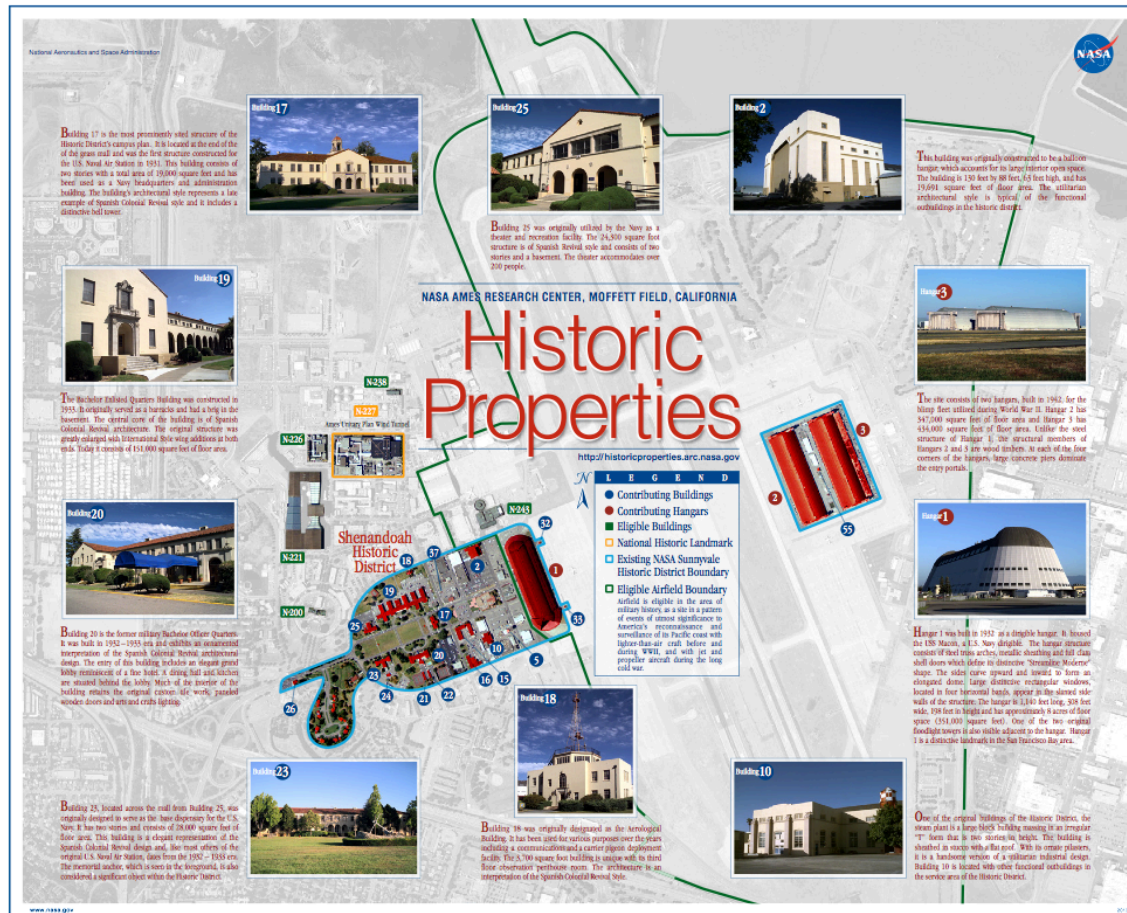 National Aeronautics and Space Administration
NASA
Building 17
Building 17 is the most prominently sited structure of the
Historic District's campus plan. It is located at the end of the
of the grass mall and was the first structure constructed for
the U.S. Naval Air Station in 1931. This building consists of
two stories with a total area of 19,000 square feet and has
been used as a Navy headquarters and administration
building. The building's architectural style represents a late
example of Spanish Colonial Revival style and it includes a
distinctive bell tower.
Building 25
Building 25 was originally utilized by the Navy as a
theater and recreation facility. The 24,300 square foot
structure is of Spanish Revival style and consists of two
stories and a basement. The theater accommodates over
200 people.
Building 2
This building was originally constructed to be a balloon
hangar, which accounts for its large interior open space.
The building is 130 feet by 88 feet, 63 feet high, and has
19,691 square feet of floor area. The utilitarian
architectural style is typical of the functional
outbuildings in the historic district.
Building 19
The Bachelor Enlisted Quarters Building was constructed in
1933. It originally served as a barracks and had a brig in the
basement. The central core of the building is of Spanish
Colonial Revival architecture. The original structure was
greatly enlarged with International Style wing additions at both
ends. Today it consists of 151,000 square feet of floor area.
NASA AMES RESEARCH CENTER, MOFFETT FIELD, CALIFORNIA
Historic
Properties
http://historicproperties.arc.nasa.gov
Hangar 3
The site consists of two hangars, built in 1942, for the
blimp fleet utilized during World War II. Hangar 2 has
347,000 square feet of floor area and Hangar 3 has
434,000 square feet of floor area. Unlike the steel
structure of Hangar 1, the structural members of
Hangars 2 and 3 are wood timbers. At each of the four
corners of the hangars, large concrete piers dominate
the entry portals.
N-238
N-227
Ames Unitary Plan Wind Tunnel
N-226
N-221
N-200
N-243
Shenandoah
Historic
District
32
37
18
2
1
19
17
33
25
20
10
5
23
16
15
22
21
24
26
3
2
55
N
LEGEND
Contributing Buildings
Contributing Hangars
Eligible Buildings
National Historic Landmark
Existing NASA Sunnyvale
Historic District Boundary
Eligible Airfield Boundary
Airfield is eligible in the area of
military history, as a site in a pattern
of events of utmost significance to
America's reconnaissance and
surveillance of its Pacific coast with
lighter-than-air craft before and
during WWII, and with jet and
propeller aircraft during the long
cold war.
Building 20
Building 20 is the former military Bachelor Officer Quarters.
It was built in 1932–1933 era and exhibits an ornamented
interpretation of the Spanish Colonial Revival architectural
design. The entry of this building includes an elegant grand
lobby reminiscent of a fine hotel. A dining hall and kitchen
are situated behind the lobby. Much of the interior of the
building retains the original custom tile work, paneled
wooden doors and arts and crafts lighting.
Hangar 1
Hangar 1 was built in 1932 as a dirigible hangar. It housed
the USS Macon, a U.S. Navy dirigible. The hangar structure
consists of steel truss arches, metallic sheathing and full clam
shell doors which define its distinctive "Streamline Moderne"
shape. The sides curve upward and inward to form an
elongated dome. Large distinctive rectangular windows,
located in four horizontal bands, appear in the slanted side
walls of the structure. The hangar is 1,140 feet long, 308 feet
wide, 198 feet in height and has approximately 8 acres of floor
space (351,000 square feet). One of the two original
floodlight towers is also visible adjacent to the hangar. Hangar
1 is a distinctive landmark in the San Francisco Bay area.
Building 23
Building 23, located across the mall from Building 25, was
originally designed to serve as the base dispensary for the U.S.
Navy. It has two stories and consists of 28,000 square feet of
floor area. This building is a elegant representation of the
Spanish Colonial Revival design and, like most others of the
original U.S. Naval Air Station, dates from the 1932 – 1933 era.
The memorial anchor, which is seen in the foreground, is also
considered a significant object within the Historic District.
Building 18
Building 18 was originally designated as the Aerological
Building. It has been used for various purposes over the years
including a communications and a carrier pigeon deployment
facility. The 3,700 square foot building is unique with its third
floor observation penthouse room. The architecture is an
interpretation of the Spanish Colonial Revival Style.
Building 10
One of the original buildings of the Historic District, the
steam plant is a large block building massing in an irregular
"T" form that is two stories in height. The building is
sheathed in stucco with a flat roof. With its ornate pilasters,
it is a handsome version of a utilitarian industrial design.
Building 10 is located with other functional outbuildings in
the service area of the Historic District.
www.nasa.gov